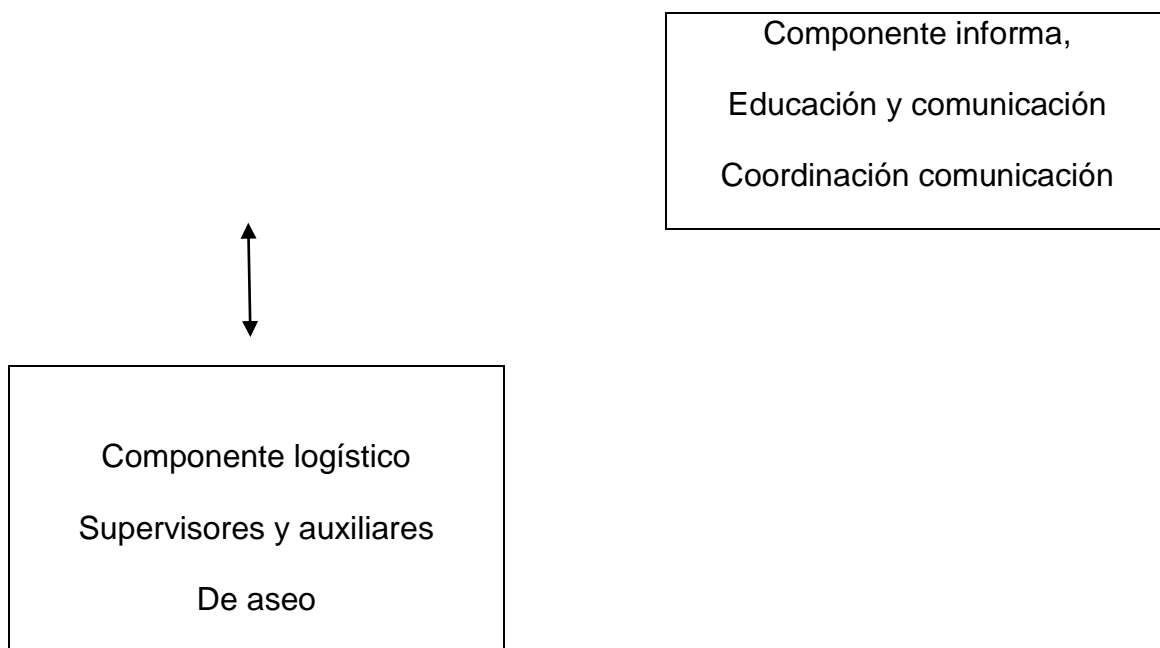 Componente informa,
Educación y comunicación
Coordinación comunicación
Componente logístico
Supervisores y auxiliares
De aseo